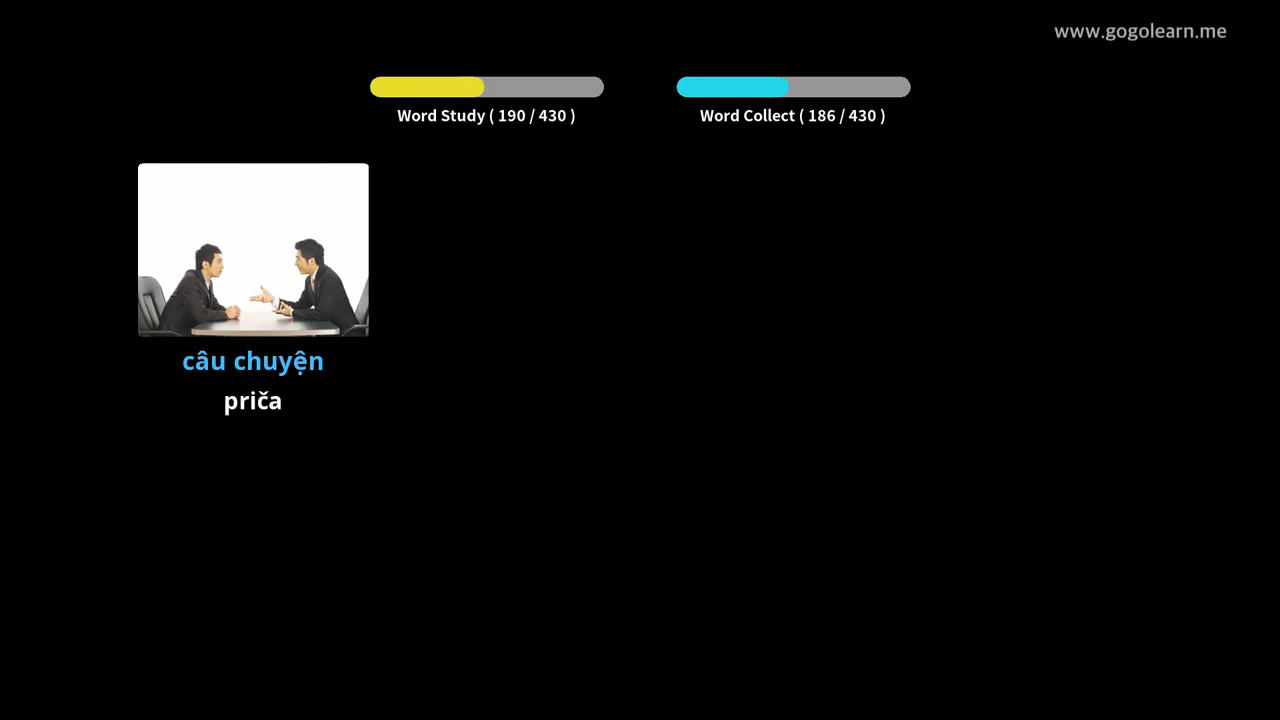 www.gogolearn.me
Word Study ( 190 / 430 )
Word Collect ( 186 / 430 )
câu chuyện
priča